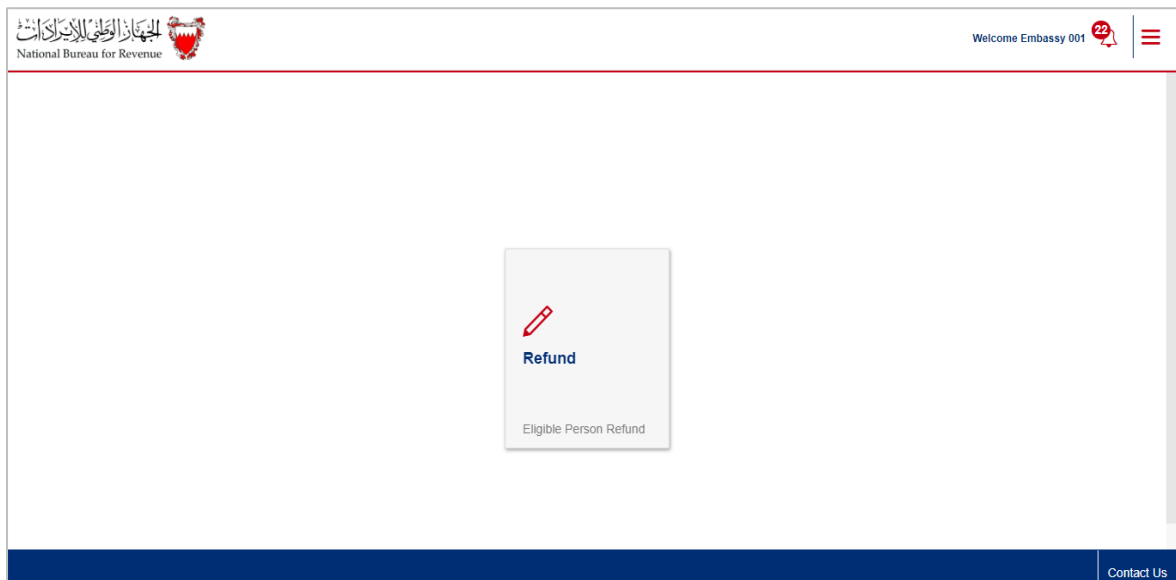 الجهاز الوطني للإيرادات
National Bureau for Revenue
Welcome Embassy 001
22
Refund
Eligible Person Refund
Contact Us